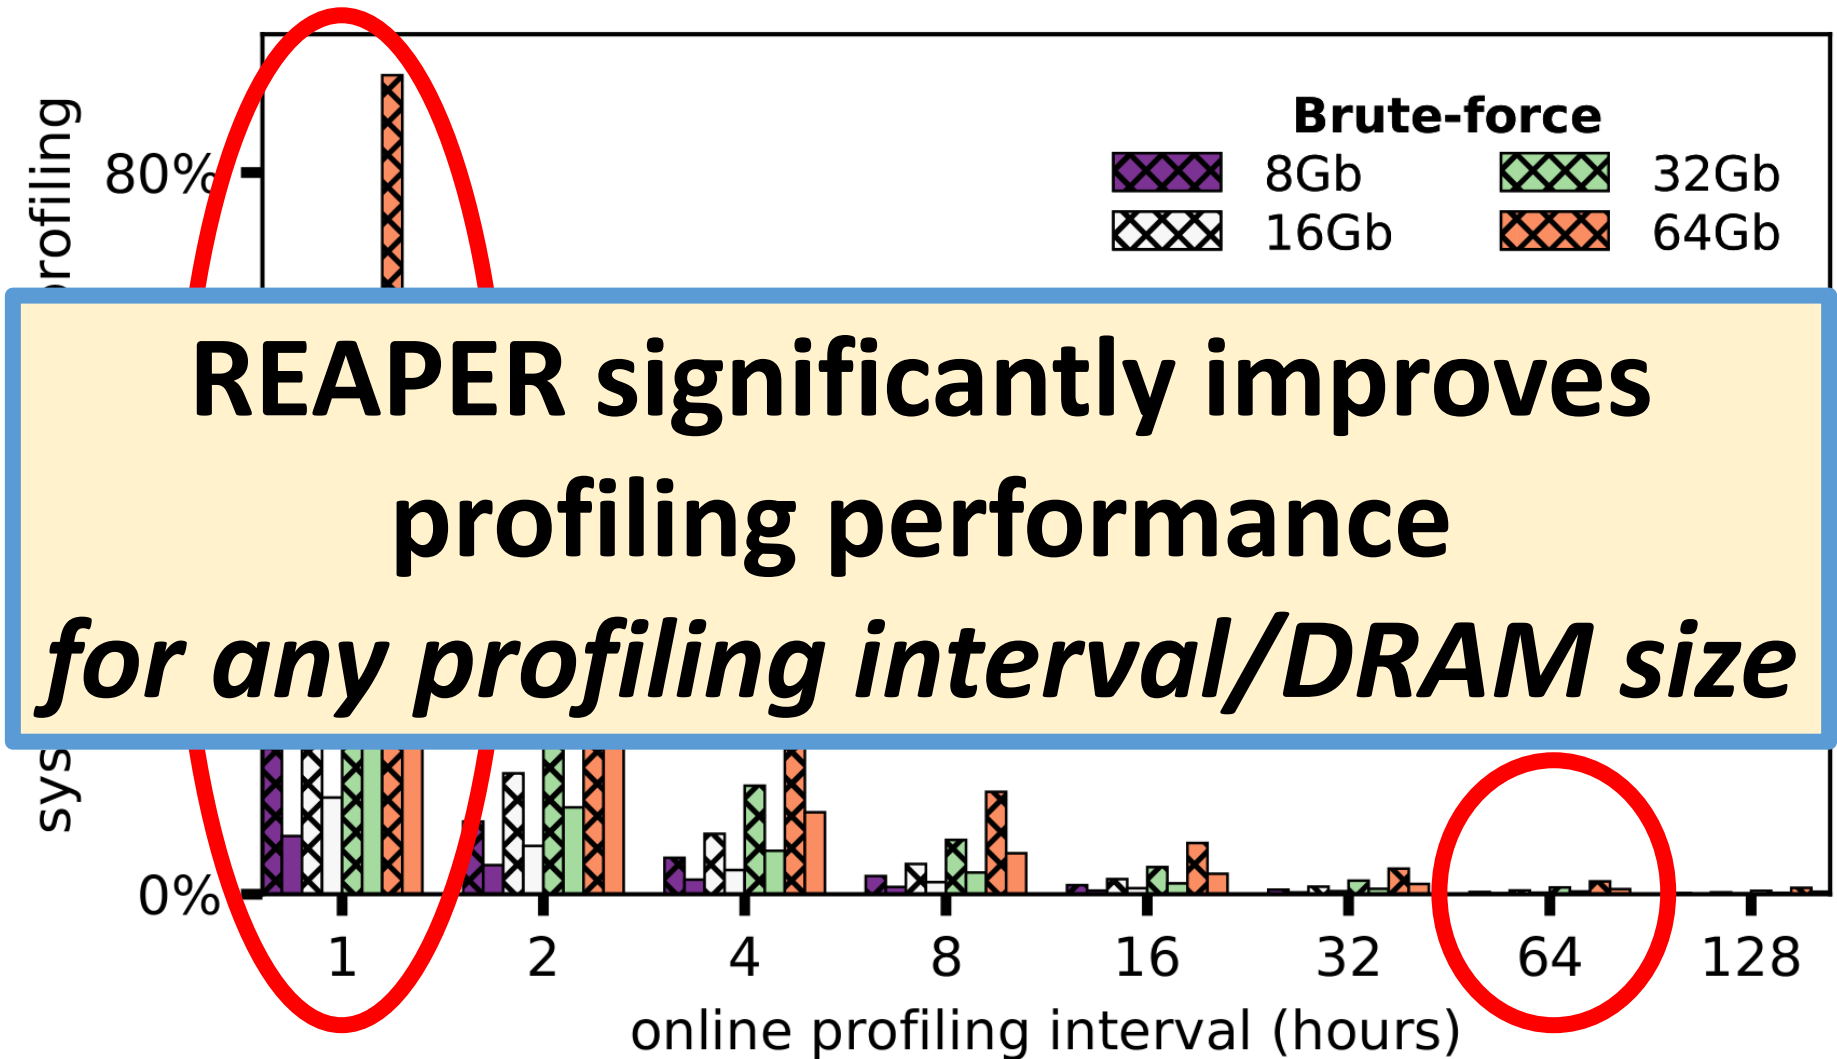 80%
Brute-force
8Gb 32Gb
16Gb 64Gb
REAPER significantly improves
profiling performance
for any profiling interval/DRAM size
0%
1 2 4 8 16 32 64 128
online profiling interval (hours)